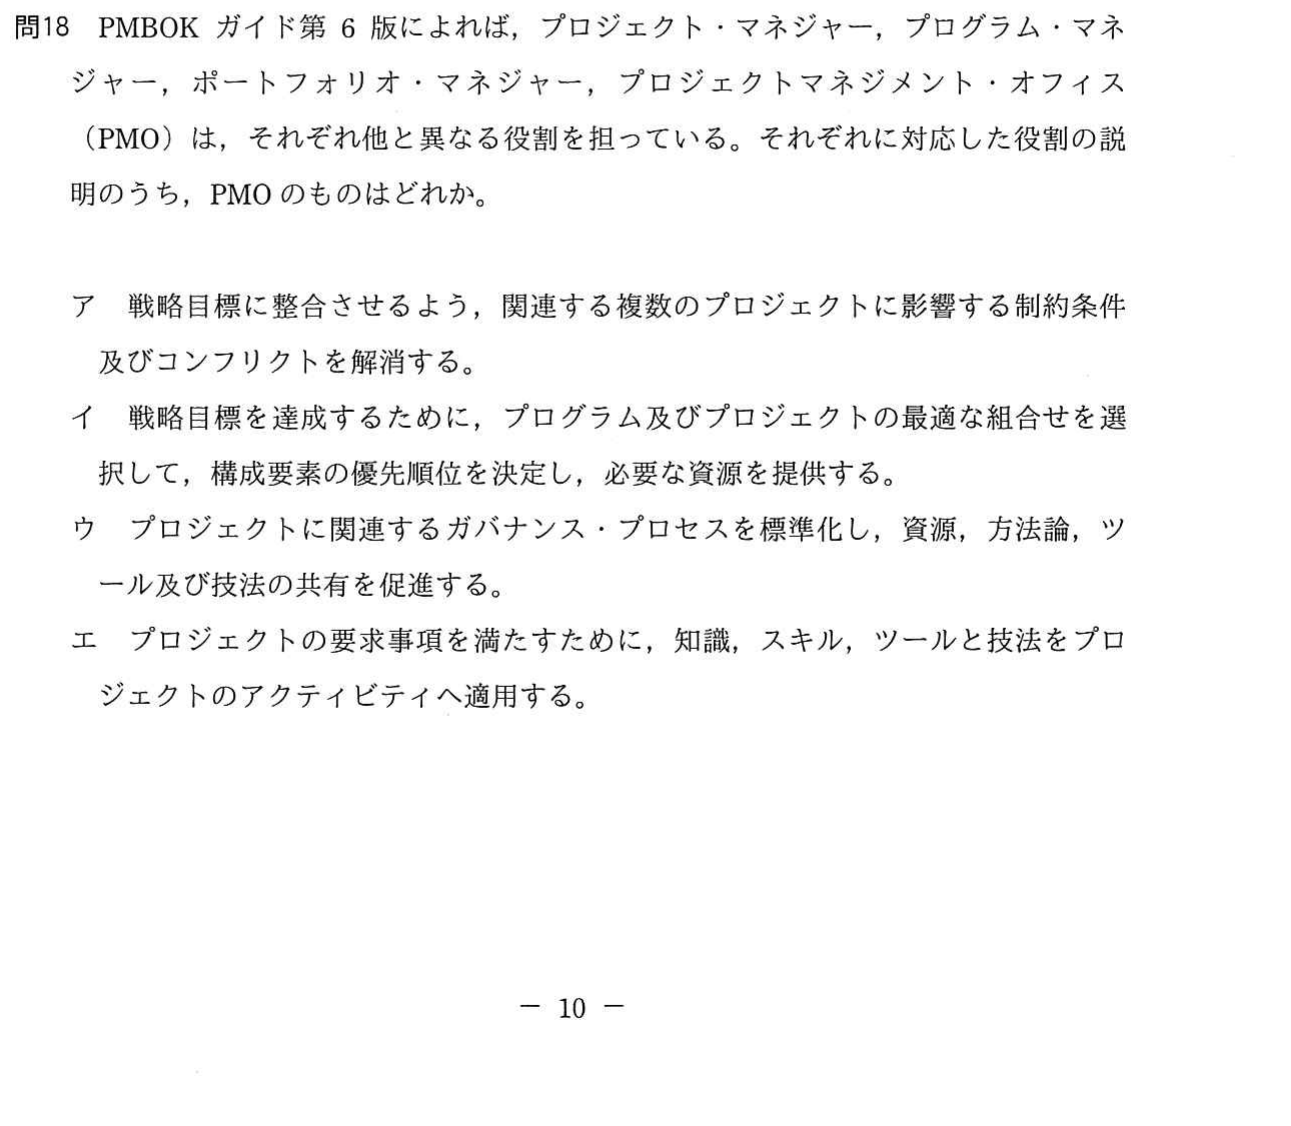 問18 PMBOK ガイド第 6 版によれば，プロジェクト・マネジャー，プログラム・マネ
ジャー，ポートフォリオ・マネジャー，プロジェクトマネジメント・オフィス
（PMO）は，それぞれ他と異なる役割を担っている。それぞれに対応した役割の説
明のうち，PMO のものはどれか。
ア 戦略目標に整合させるよう，関連する複数のプロジェクトに影響する制約条件
及びコンフリクトを解消する。
イ 戦略目標を達成するために，プログラム及びプロジェクトの最適な組合せを選
択して，構成要素の優先順位を決定し，必要な資源を提供する。
ウ プロジェクトに関連するガバナンス・プロセスを標準化し，資源，方法論，ツ
ール及び技法の共有を促進する。
エ プロジェクトの要求事項を満たすために，知識，スキル，ツールと技法をプロ
ジェクトのアクティビティへ適用する。
－ 10 －